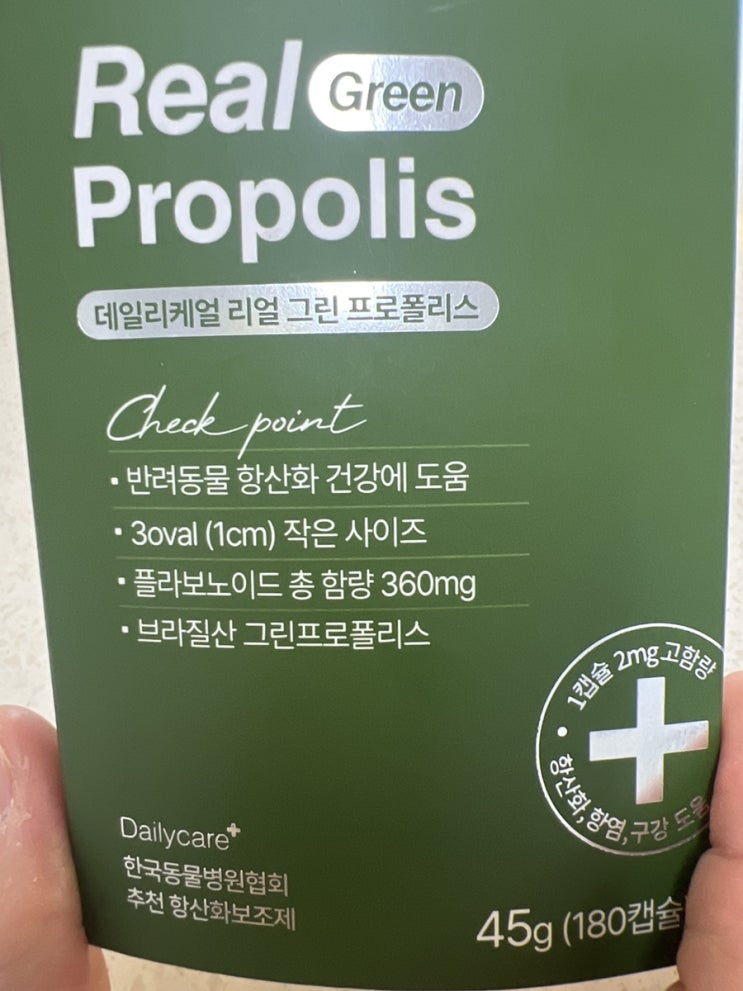 Real Green
Propolis
데일리케얼 리얼 그린 프로폴리스
Check point
· 반려동물 항산화 건강에 도움
· 3oval (1cm) 작은 사이즈
· 플라보노이드 총 함량 360mg
· 브라질산 그린프로폴리스
1캡슐 2mg 고함량
항산화, 항염, 구강 도움
Dailycare+
한국동물병원협회
추천 항산화보조제
45g (180캡슐